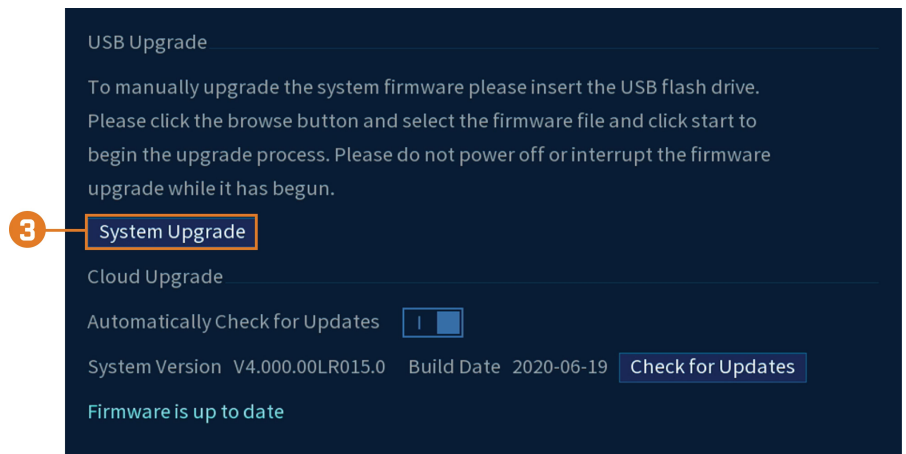 USB Upgrade
To manually upgrade the system firmware please insert the USB flash drive.
Please click the browse button and select the firmware file and click start to
begin the upgrade process. Please do not power off or interrupt the firmware
upgrade while it has begun.
3 System Upgrade
Cloud Upgrade
Automatically Check for Updates
System Version V4.000.00LR015.0 Build Date 2020-06-19 Check for Updates
Firmware is up to date